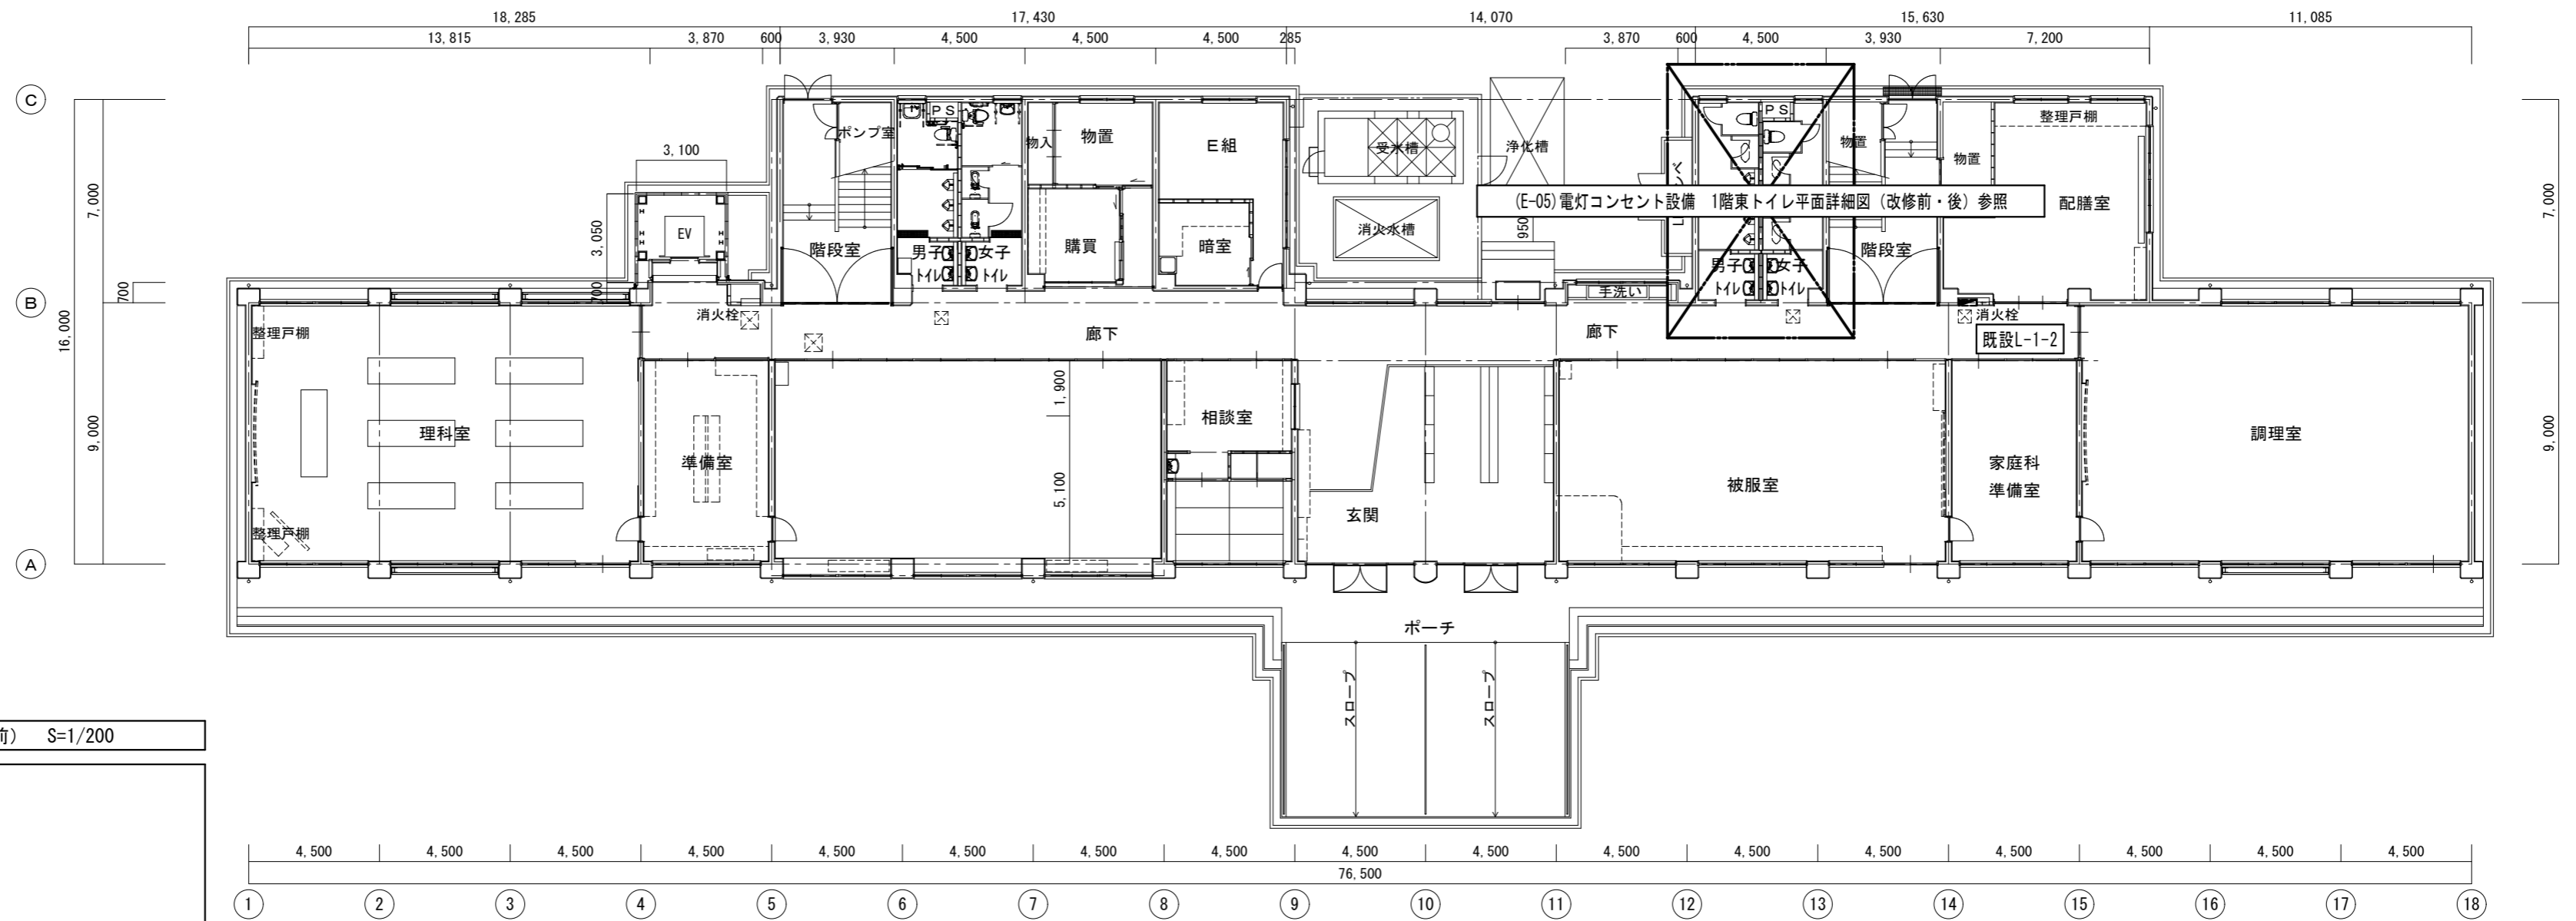 18,285 17,430 14,070 15,630 11,085
13,815 3,870 600 3,930 4,500 4,500 4,500 285 3,870 600 4,500 3,930 7,200
C
B
A
7,000
700
16,000
9,000
3,100
3,050
700
EV
ポンプ室
階段室
PS
男子
トイレ
女子
トイレ
物入
物置
購買
E組
暗室
受水槽
消火水槽
浄化槽
950
手洗い
PS
男子
トイレ
女子
トイレ
物置
階段室
物置
整理戸棚
配膳室
(E-05)電灯コンセント設備 1階東トイレ平面詳細図(改修前・後)参照
7,000
9,000
消火栓
廊下
廊下
消火栓
既設L-1-2
整理戸棚
理科室
整理戸棚
準備室
1,900
5,100
相談室
玄関
被服室
家庭科
準備室
調理室
ポーチ
スロープ
スロープ
前) S=1/200
4,500 4,500 4,500 4,500 4,500 4,500 4,500 4,500 4,500 4,500 4,500 4,500 4,500 4,500 4,500 4,500 4,500
76,500
1 2 3 4 5 6 7 8 9 10 11 12 13 14 15 16 17 18